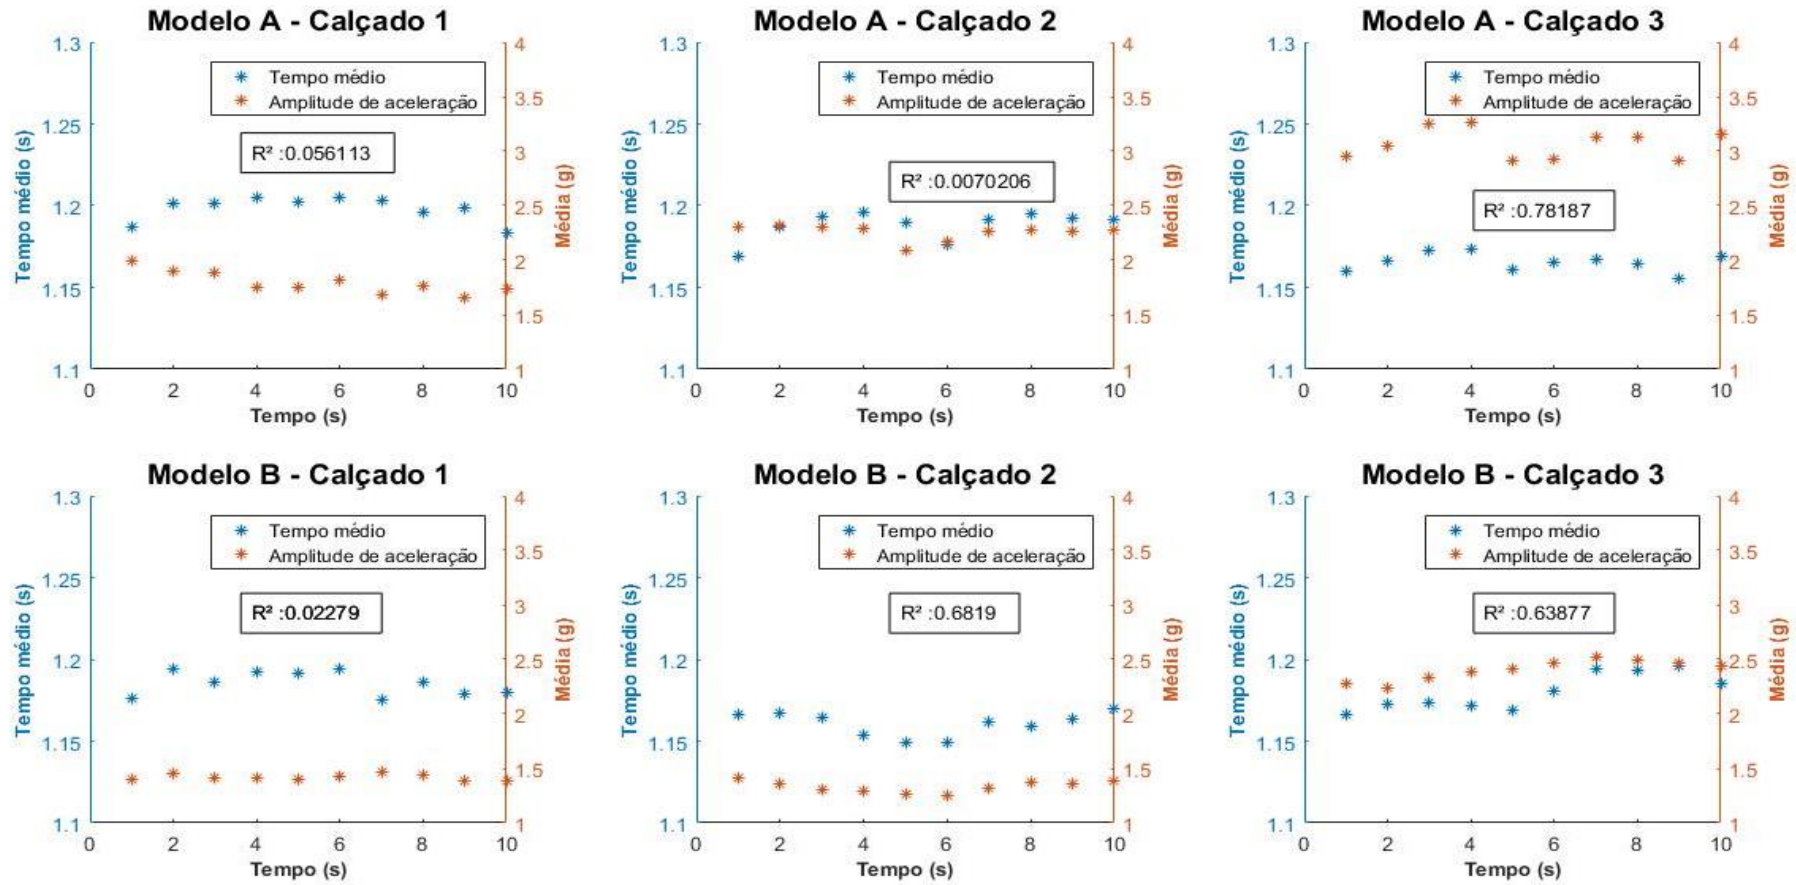 Modelo A - Calçado 1
1.3
1.25
1.2
1.15
1.1
Tempo médio (s)
Tempo médio
Amplitude de aceleração
R² :0.056113
4
3.5
3
2.5
2
1.5
1
Média (g)
0 2 4 6 8 10
Tempo (s)
Modelo A - Calçado 2
1.3
1.25
1.2
1.15
1.1
Tempo médio (s)
Tempo médio
Amplitude de aceleração
R² :0.0070206
4
3.5
3
2.5
2
1.5
1
Média (g)
0 2 4 6 8 10
Tempo (s)
Modelo A - Calçado 3
1.3
1.25
1.2
1.15
1.1
Tempo médio (s)
Tempo médio
Amplitude de aceleração
R² :0.78187
4
3.5
3
2.5
2
1.5
1
Média (g)
0 2 4 6 8 10
Tempo (s)
Modelo B - Calçado 1
1.3
1.25
1.2
1.15
1.1
Tempo médio (s)
Tempo médio
Amplitude de aceleração
R² :0.02279
4
3.5
3
2.5
2
1.5
1
Média (g)
0 2 4 6 8 10
Tempo (s)
Modelo B - Calçado 2
1.3
1.25
1.2
1.15
1.1
Tempo médio (s)
Tempo médio
Amplitude de aceleração
R² :0.6819
4
3.5
3
2.5
2
1.5
1
Média (g)
0 2 4 6 8 10
Tempo (s)
Modelo B - Calçado 3
1.3
1.25
1.2
1.15
1.1
Tempo médio (s)
Tempo médio
Amplitude de aceleração
R² :0.63877
4
3.5
3
2.5
2
1.5
1
Média (g)
0 2 4 6 8 10
Tempo (s)